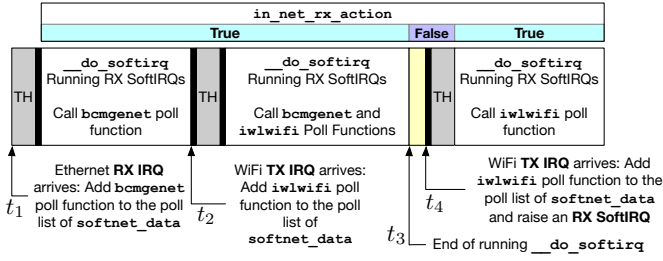 in_net_rx_action
True
False
True
TH
__do_softirq
Running RX SoftIRQs
Call bcmgenet poll
function
TH
__do_softirq
Running RX SoftIRQs
Call bcmgenet and
iwlwifi Poll Functions
TH
__do_softirq
Running RX SoftIRQs
Call iwlwifi poll
function
t1
Ethernet RX IRQ
arrives: Add bcmgenet
poll function to the poll
list of softnet_data
t2
WiFi TX IRQ arrives:
Add iwlwifi poll
function to the poll
list of
softnet_data
t3
End of running __do_softirq
t4
WiFi TX IRQ arrives: Add
iwlwifi poll function to the
poll list of softnet_data
and raise an RX SoftIRQ